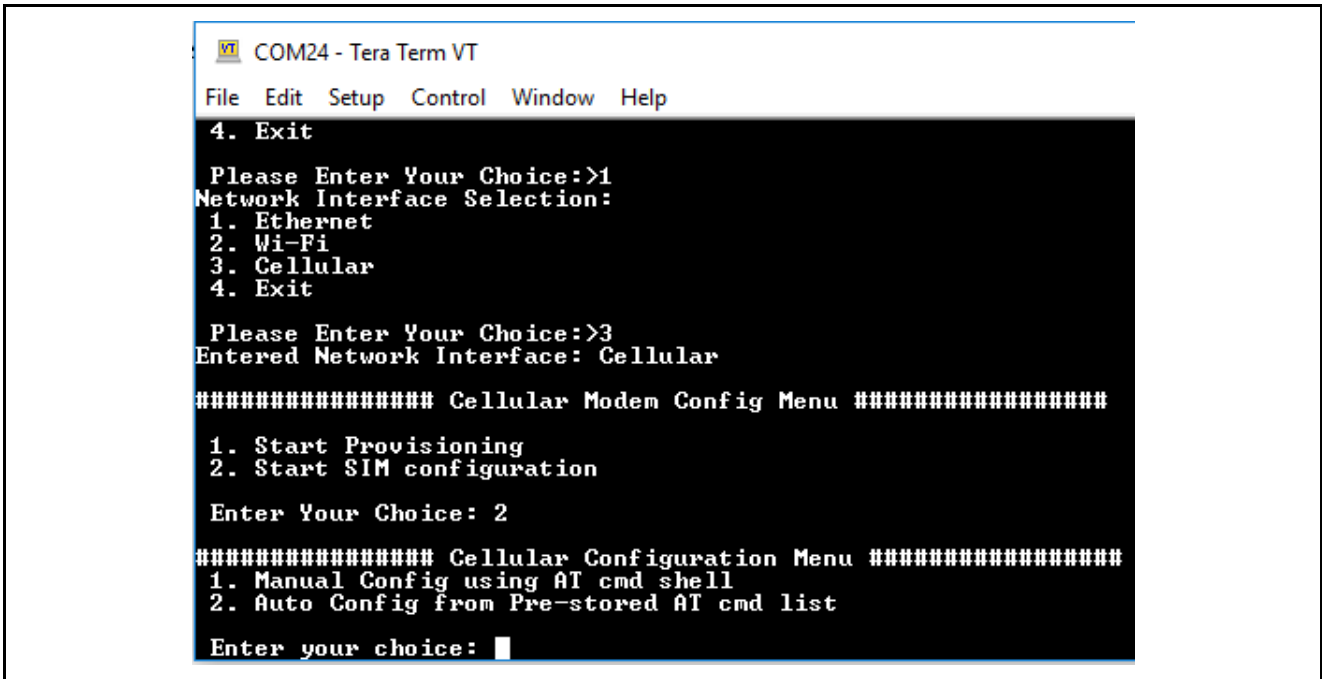 COM24 - Tera Term VT
File Edit Setup Control Window Help
4. Exit
Please Enter Your Choice:>1
Network Interface Selection:
1. Ethernet
2. Wi-Fi
3. Cellular
4. Exit
Please Enter Your Choice:>3
Entered Network Interface: Cellular
################ Cellular Modem Config Menu #################
1. Start Provisioning
2. Start SIM configuration
Enter Your Choice: 2
################ Cellular Configuration Menu #################
1. Manual Config using AT cmd shell
2. Auto Config from Pre-stored AT cmd list
Enter your choice: